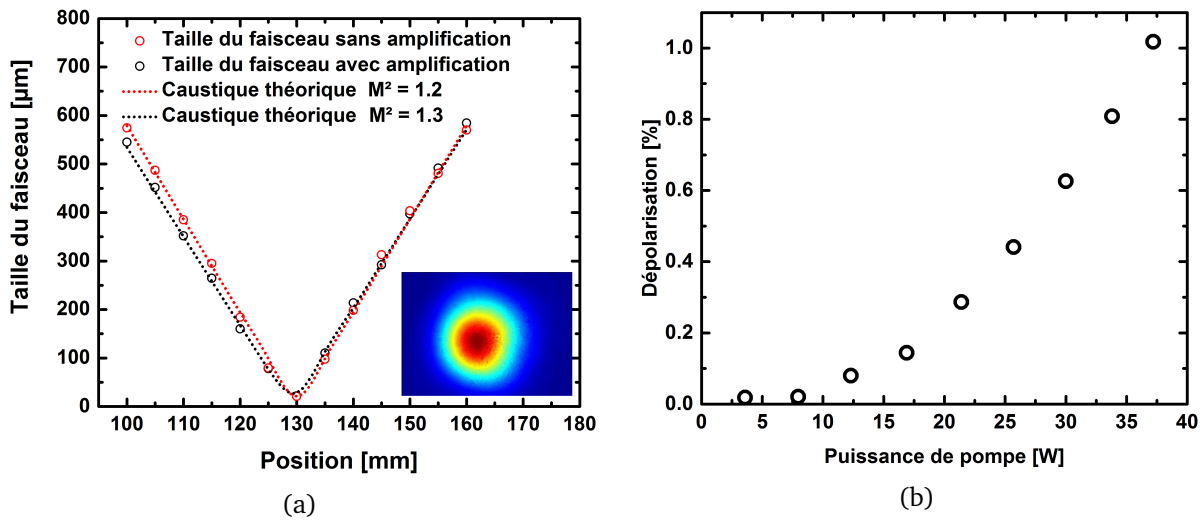 800
700
600
500
400
300
200
100
0
Taille du faisceau [µm]
Taille du faisceau sans amplification
Taille du faisceau avec amplification
Caustique théorique M² = 1.2
Caustique théorique M² = 1.3
100 110 120 130 140 150 160 170 180
Position [mm]
(a)
1.0
0.8
0.6
0.4
0.2
0.0
Dépolarisation [%]
0 5 10 15 20 25 30 35 40
Puissance de pompe [W]
(b)